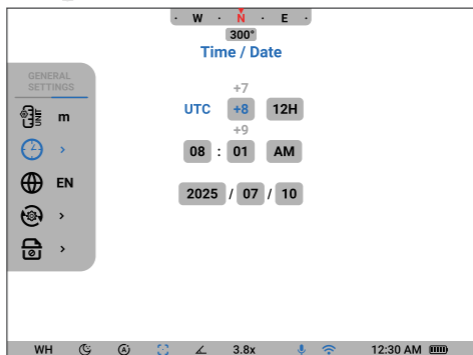 · W · N · E ·
300°
Time / Date
GENERAL
SETTINGS
+7
UNIT m
UTC +8 12H
+9
>
08 : 01 AM
EN
2025 / 07 / 10
>
>
WH A 3.8x 12:30 AM